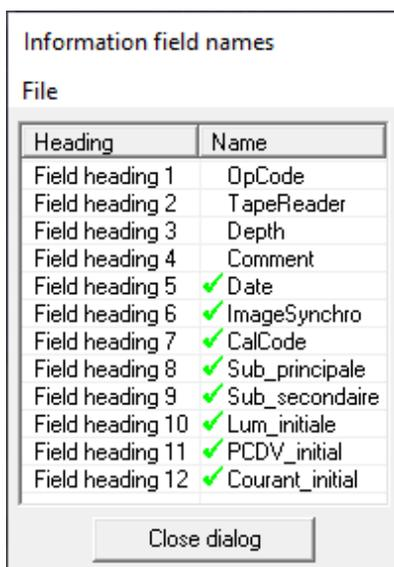 Information field names
File
Heading Name
Field heading 1 OpCode
Field heading 2 TapeReader
Field heading 3 Depth
Field heading 4 Comment
Field heading 5 Date
Field heading 6 ImageSynchro
Field heading 7 CalCode
Field heading 8 Sub_principale
Field heading 9 Sub_secondaire
Field heading 10 Lum_initiale
Field heading 11 PCDV_initial
Field heading 12 Courant_initial
Close dialog